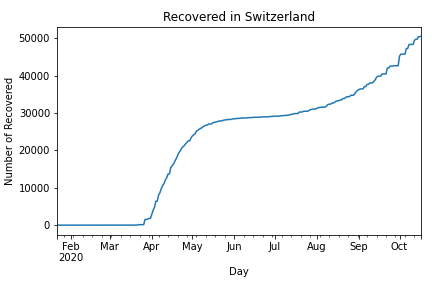 Recovered in Switzerland
50000
40000
30000
20000
10000
0
Number of Recovered
Feb Mar Apr May Jun Jul Aug Sep Oct
2020
Day